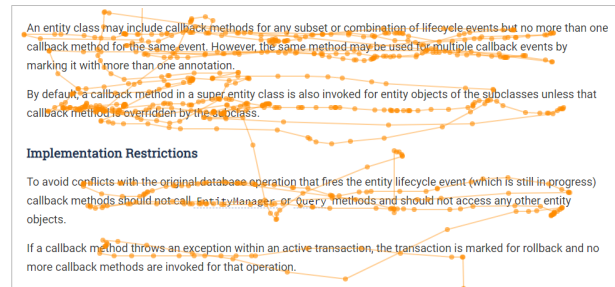 An entity class may include callback methods for any subset or combination of lifecycle events but no more than one
callback method for the same event. However, the same method may be used for multiple callback events by
marking it with more than one annotation.
By default, a callback method in a super entity class is also invoked for entity objects of the subclasses unless that
callback method is overridden by the subclass.
Implementation Restrictions
To avoid conflicts with the original database operation that fires the entity lifecycle event (which is still in progress)
callback methods should not call EntityManager or Query methods and should not access any other entity
objects.
If a callback method throws an exception within an active transaction, the transaction is marked for rollback and no
more callback methods are invoked for that operation.